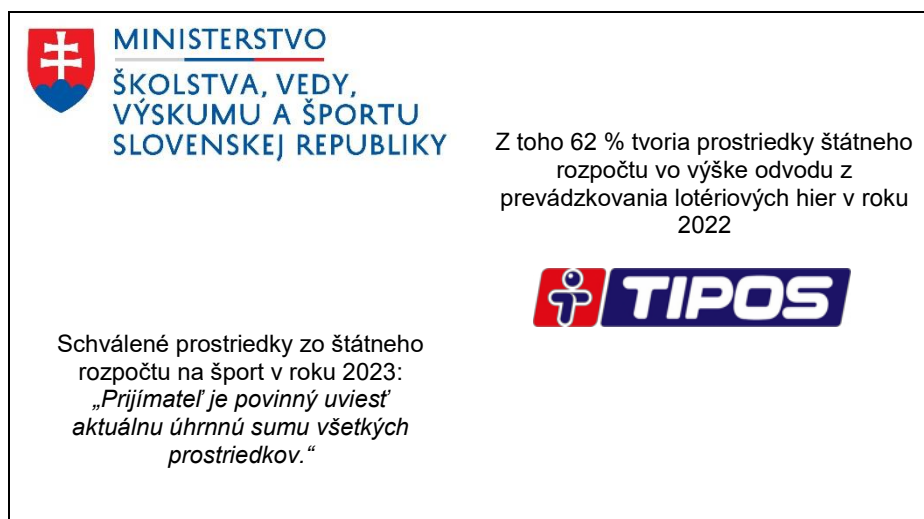 MINISTERSTVO
ŠKOLSTVA, VEDY,
VÝSKUMU A ŠPORTU
SLOVENSKEJ REPUBLIKY
Z toho 62 % tvoria prostriedky štátneho
rozpočtu vo výške odvodu z
prevádzkovania lotériových hier v roku
2022
TIPOS
Schválené prostriedky zo štátneho
rozpočtu na šport v roku 2023:
„Prijímateľ je povinný uviesť
aktuálnu úhrnnú sumu všetkých
prostriedkov.“